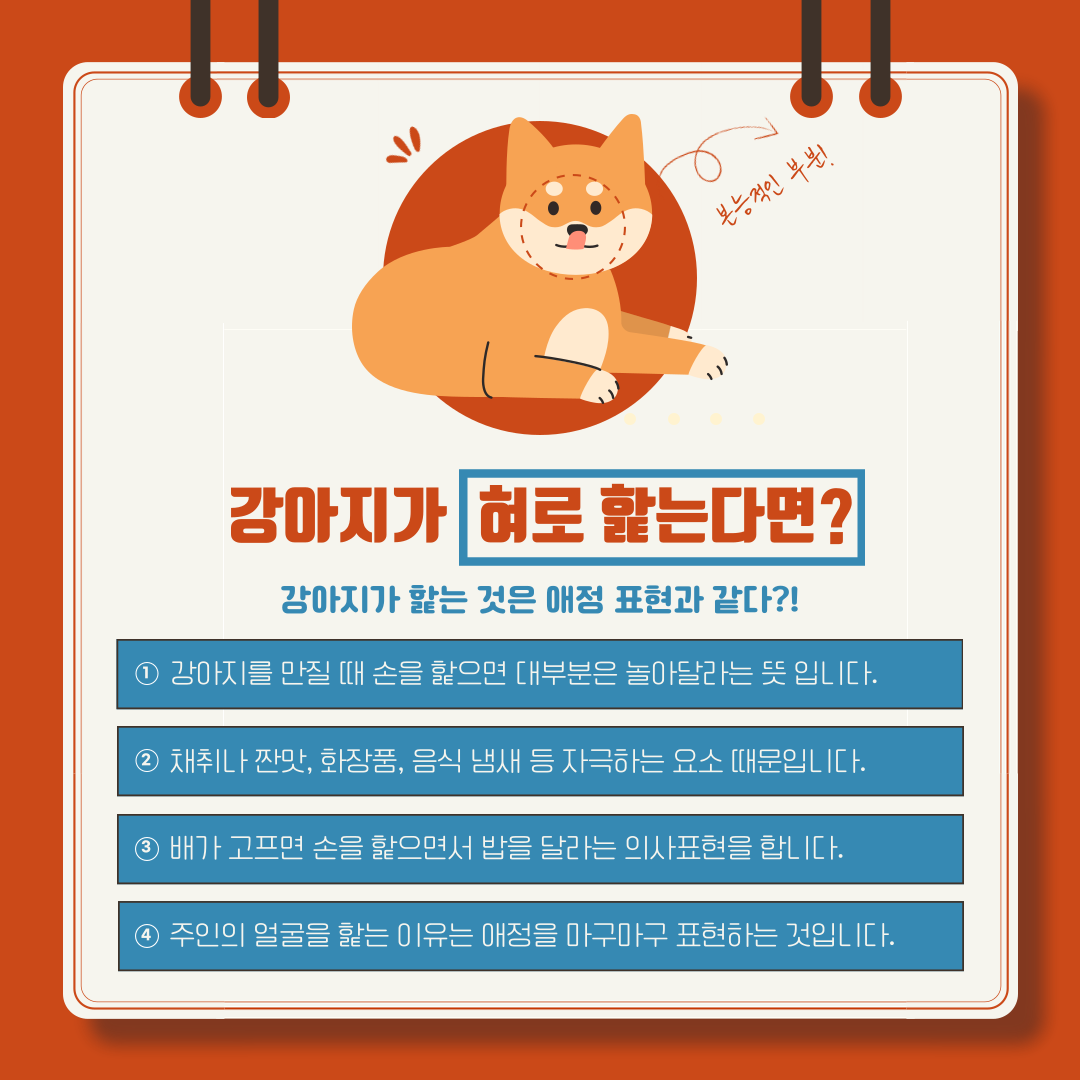 본능적인 부분!
강아지가 혀로 핥는다면?
강아지가 핥는 것은 애정 표현과 같다?!
① 강아지를 만질 때 손을 핥으면 대부분은 놀아달라는 뜻 입니다.
② 채취나 짠맛, 화장품, 음식 냄새 등 자극하는 요소 때문입니다.
③ 배가 고프면 손을 핥으면서 밥을 달라는 의사표현을 합니다.
④ 주인의 얼굴을 핥는 이유는 애정을 마구마구 표현하는 것입니다.